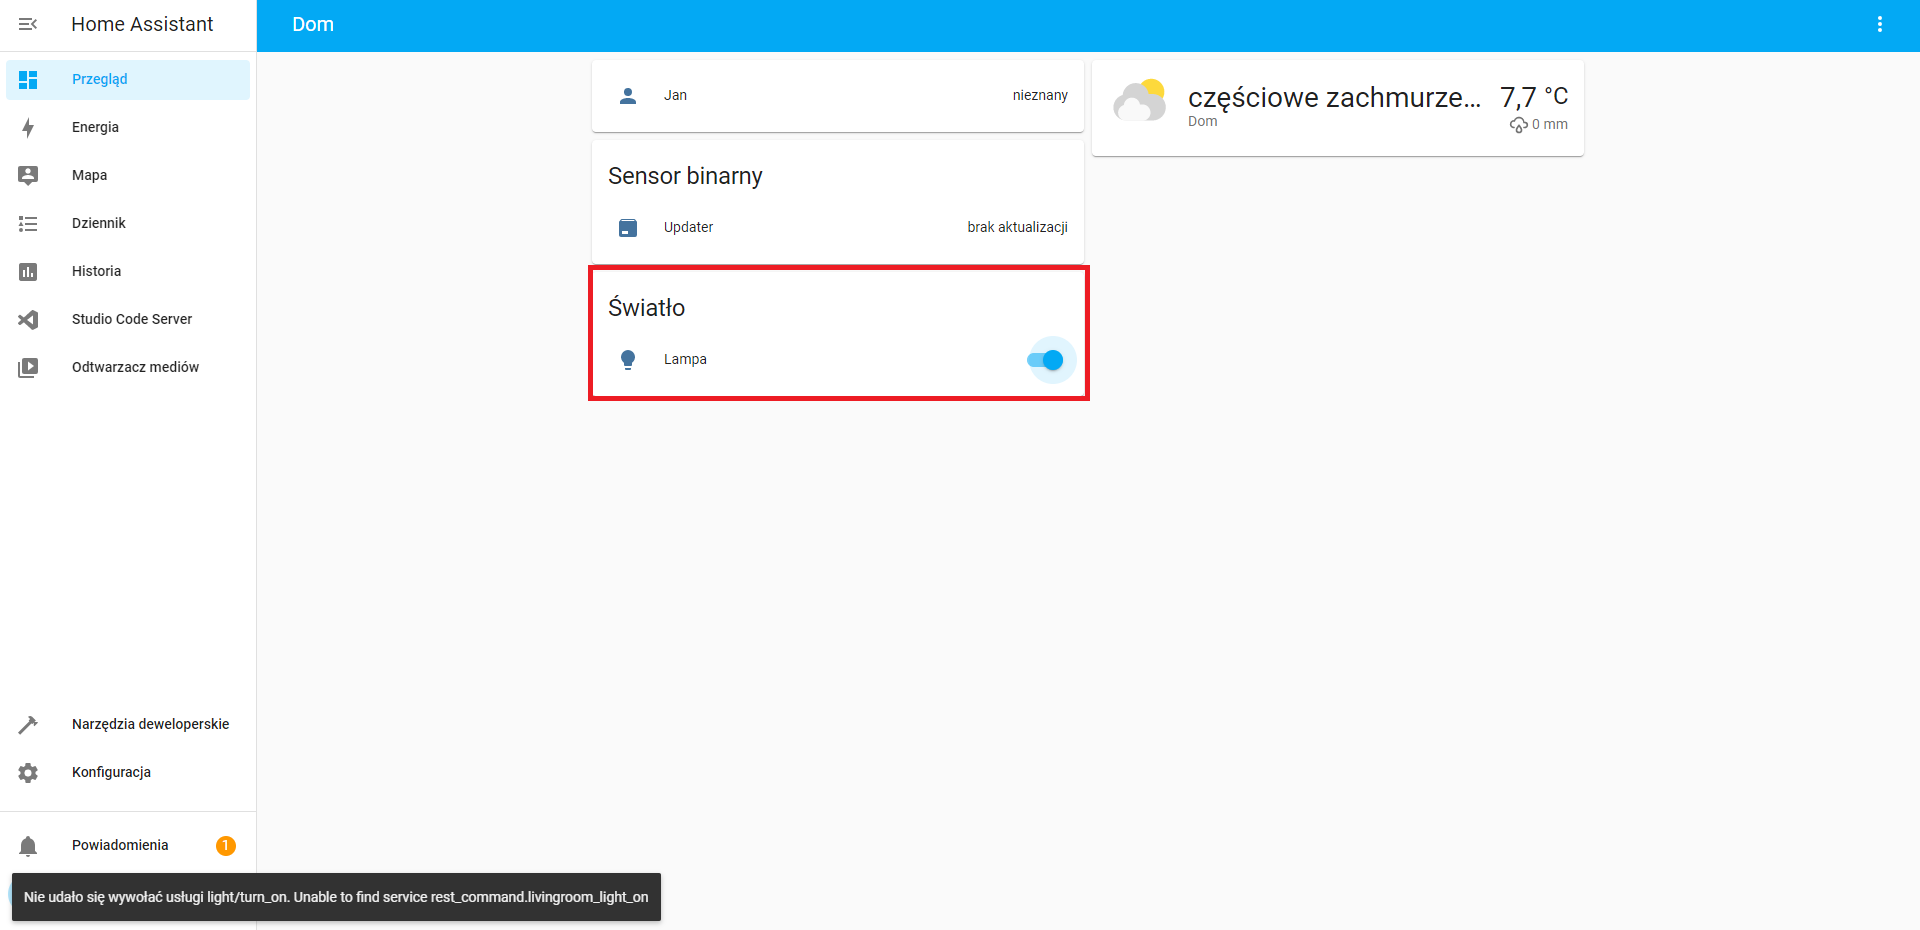 Home Assistant
Dom
Przegląd
Energia
Mapa
Dziennik
Historia
Studio Code Server
Odtwarzacz mediów
Narzędzia deweloperskie
Konfiguracja
Powiadomienia 1
Jan nieznany
Sensor binarny
Updater brak aktualizacji
Światło
Lampa
częściowe zachmurze... 7,7 °C
Dom 0 mm
Nie udało się wywołać usługi light/turn_on. Unable to find service rest_command.livingroom_light_on